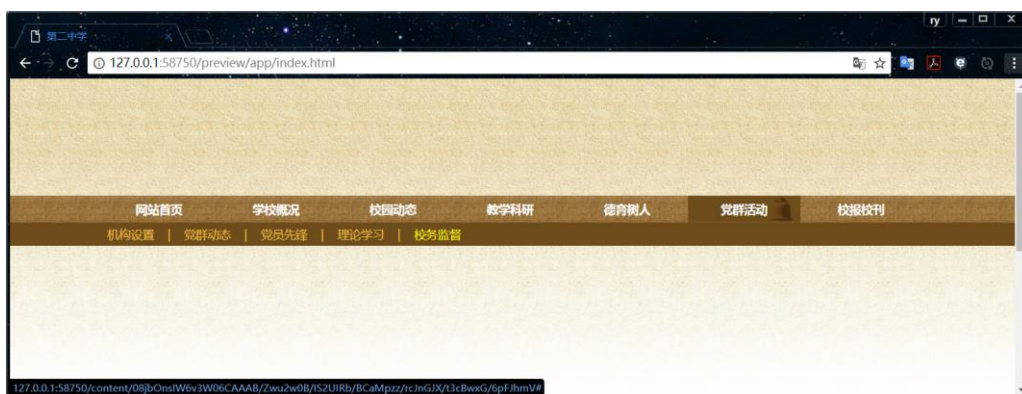 ry
第二中学
127.0.0.1:58750/preview/app/index.html
网站首页 学校概况 校园动态 教学科研 德育树人 党群活动 校报校刊
机构设置 | 党群动态 | 党员先锋 | 理论学习 | 校务监督
127.0.0.1:58750/content/08jbOnsIW6v3W06CAAAB/Zwu2w0B/IS2UIRb/BCaMpzz/rcJnGJX/t3cBwxG/6pFJhmV#